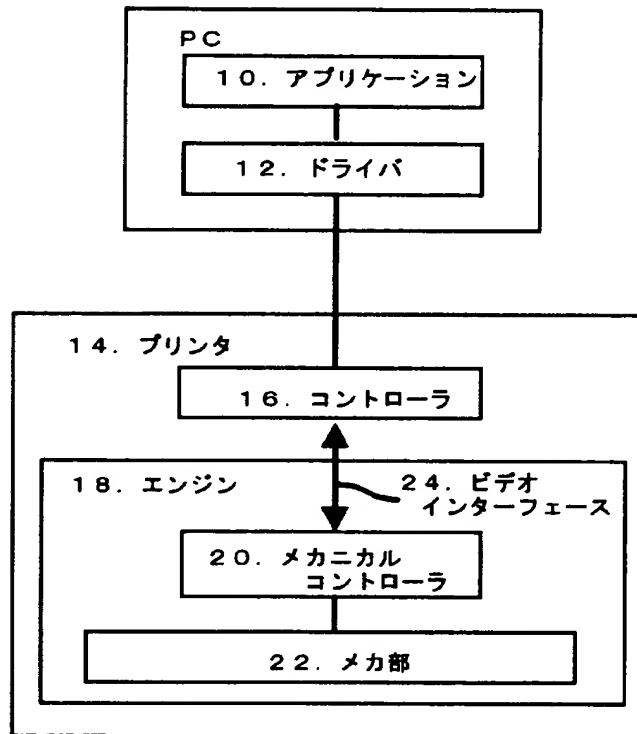 PC
10. アプリケーション
12. ドライバ
14. プリンタ
16. コントローラ
18. エンジン
24. ビデオ
インターフェース
20. メカニカル
コントローラ
22. メカ部